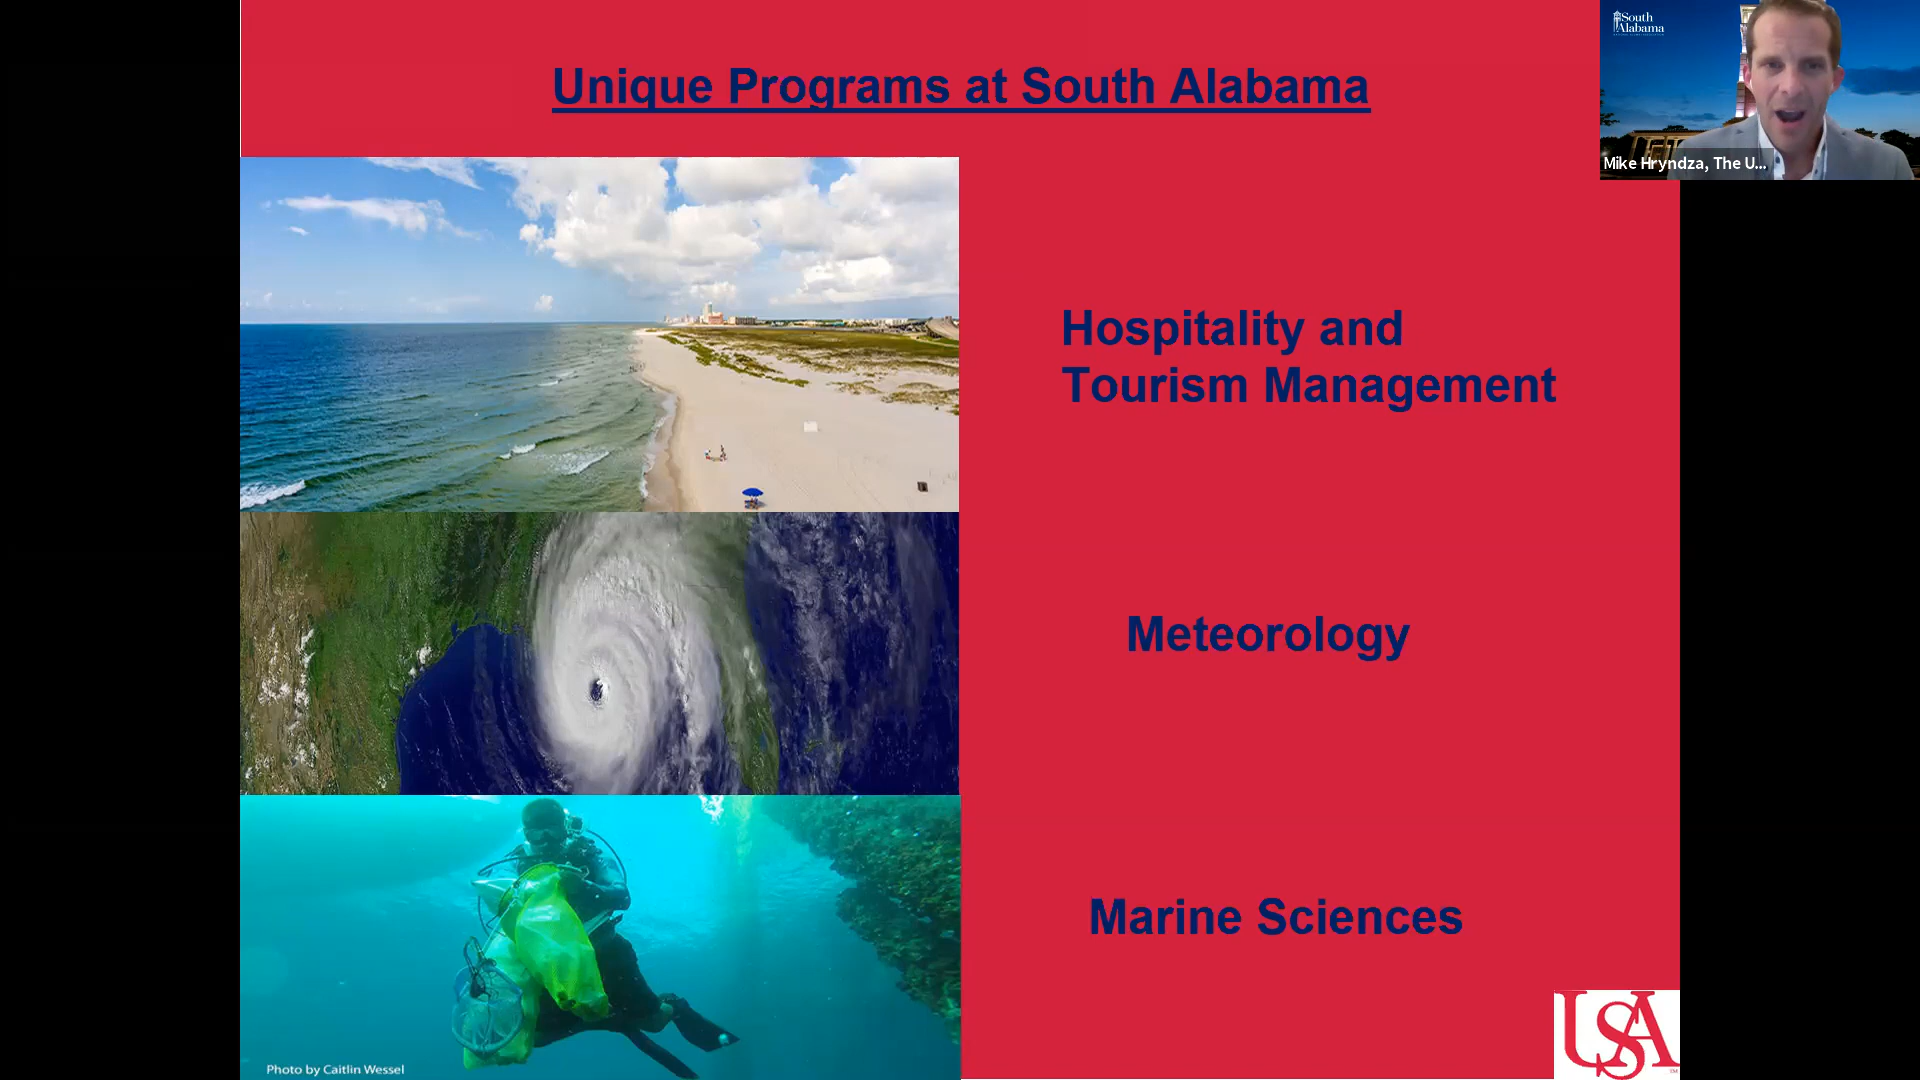 Unique Programs at South Alabama
South
Alabama
Mike Hryndza, The U...
Hospitality and
Tourism Management
Meteorology
Marine Sciences
Photo by Caitlin Wessel
USA
TM